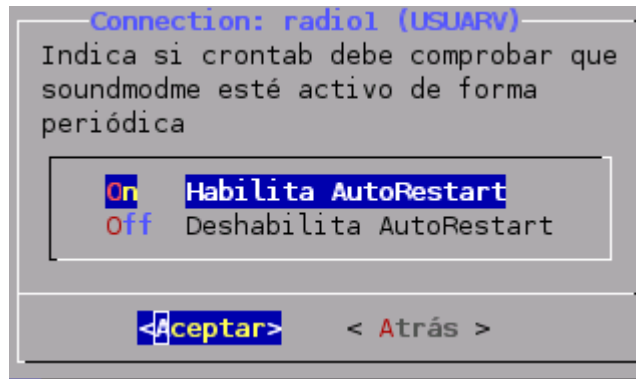 Connection: radio1 (USUARV)
Indica si crontab debe comprobar que
soundmodme esté activo de forma
periódica
On Habilita AutoRestart
Off Deshabilita AutoRestart
<Aceptar> < Atrás >